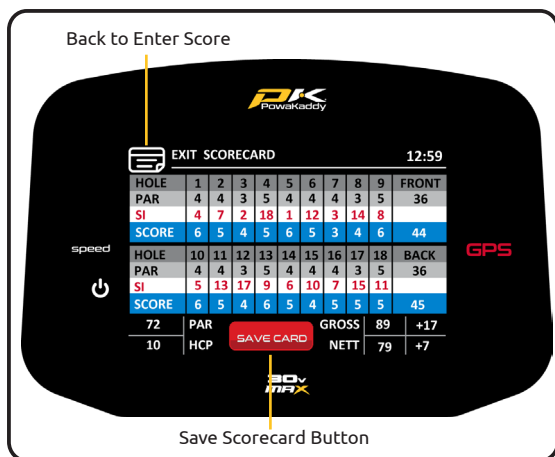 Back to Enter Score
PK
PowaKaddy
EXIT SCORECARD 12:59
HOLE 1 2 3 4 5 6 7 8 9 FRONT
PAR 4 4 3 5 4 4 4 3 5 36
SI 4 7 2 18 1 12 3 14 8
SCORE 6 5 4 5 6 5 3 4 6 44
speed
GPS
HOLE 10 11 12 13 14 15 16 17 18 BACK
PAR 4 4 3 5 4 4 4 3 5 36
SI 5 13 17 9 6 10 7 15 11
SCORE 6 5 4 6 5 4 5 5 5 45
72 PAR GROSS 89 +17
SAVE CARD
10 HCP NETT 79 +7
30v
MAX
Save Scorecard Button